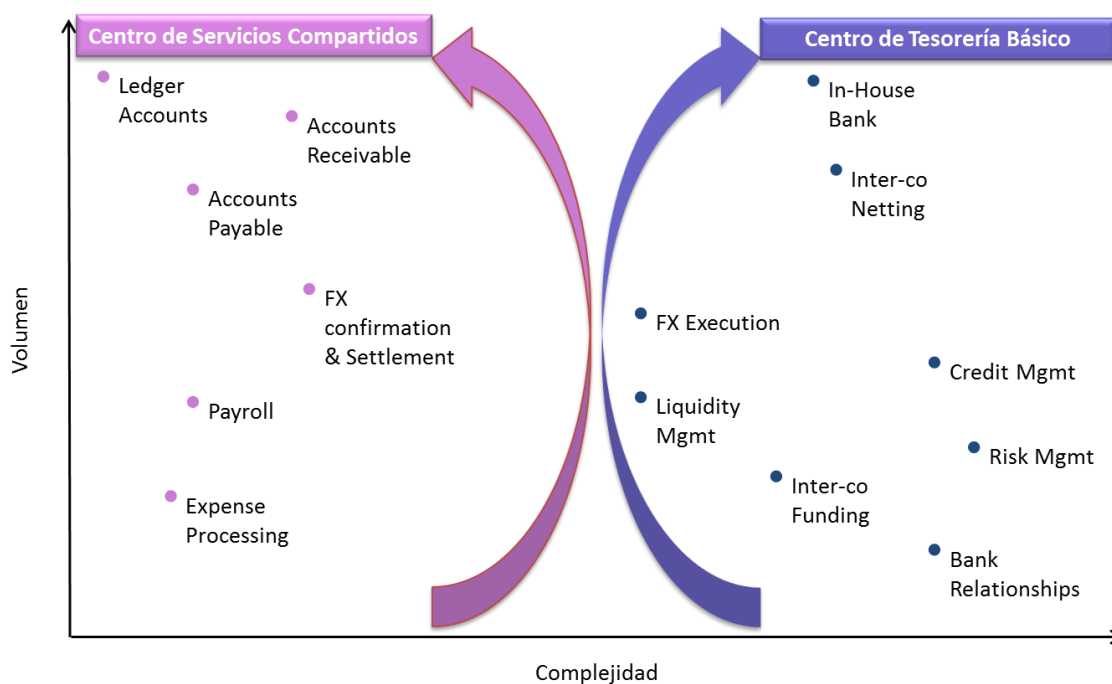 Centro de Servicios Compartidos
Centro de Tesorería Básico
Ledger
Accounts
Accounts
Receivable
Accounts
Payable
FX
confirmation
& Settlement
Payroll
Expense
Processing
In-House
Bank
Inter-co
Netting
FX Execution
Credit Mgmt
Liquidity
Mgmt
Risk Mgmt
Inter-co
Funding
Bank
Relationships
Volumen
Complejidad